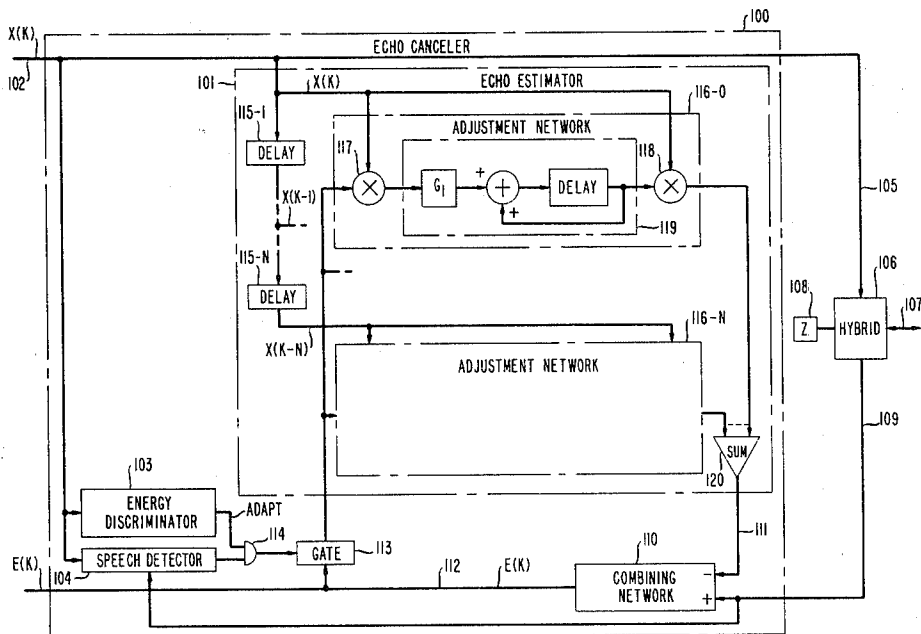 100
X(K)
102
ECHO CANCELER
101
X(K)
ECHO ESTIMATOR
116-0
115-1
DELAY
ADJUSTMENT NETWORK
117
×
G1
+
+
+
DELAY
118
×
119
X(K-1)
115-N
DELAY
X(K-N)
116-N
ADJUSTMENT NETWORK
105
106
108
Z
HYBRID
107
109
SUM
120
111
103
ENERGY DISCRIMINATOR
ADAPT
114
SPEECH DETECTOR
104
GATE
113
E(K)
112
E(K)
110
COMBINING NETWORK
-
+